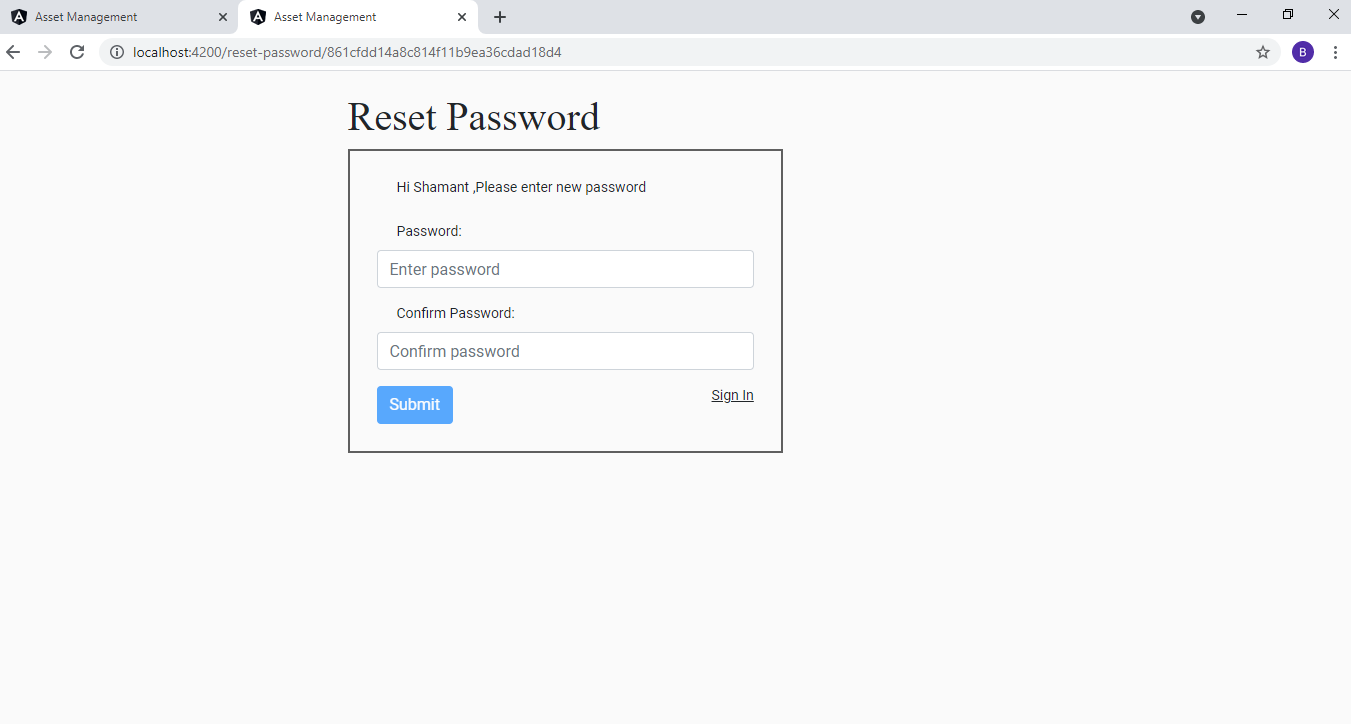 Asset Management
Asset Management
localhost:4200/reset-password/861cfdd14a8c814f11b9ea36cdad18d4
B
Reset Password
Hi Shamant ,Please enter new password
Password:
Enter password
Confirm Password:
Confirm password
Submit
Sign In